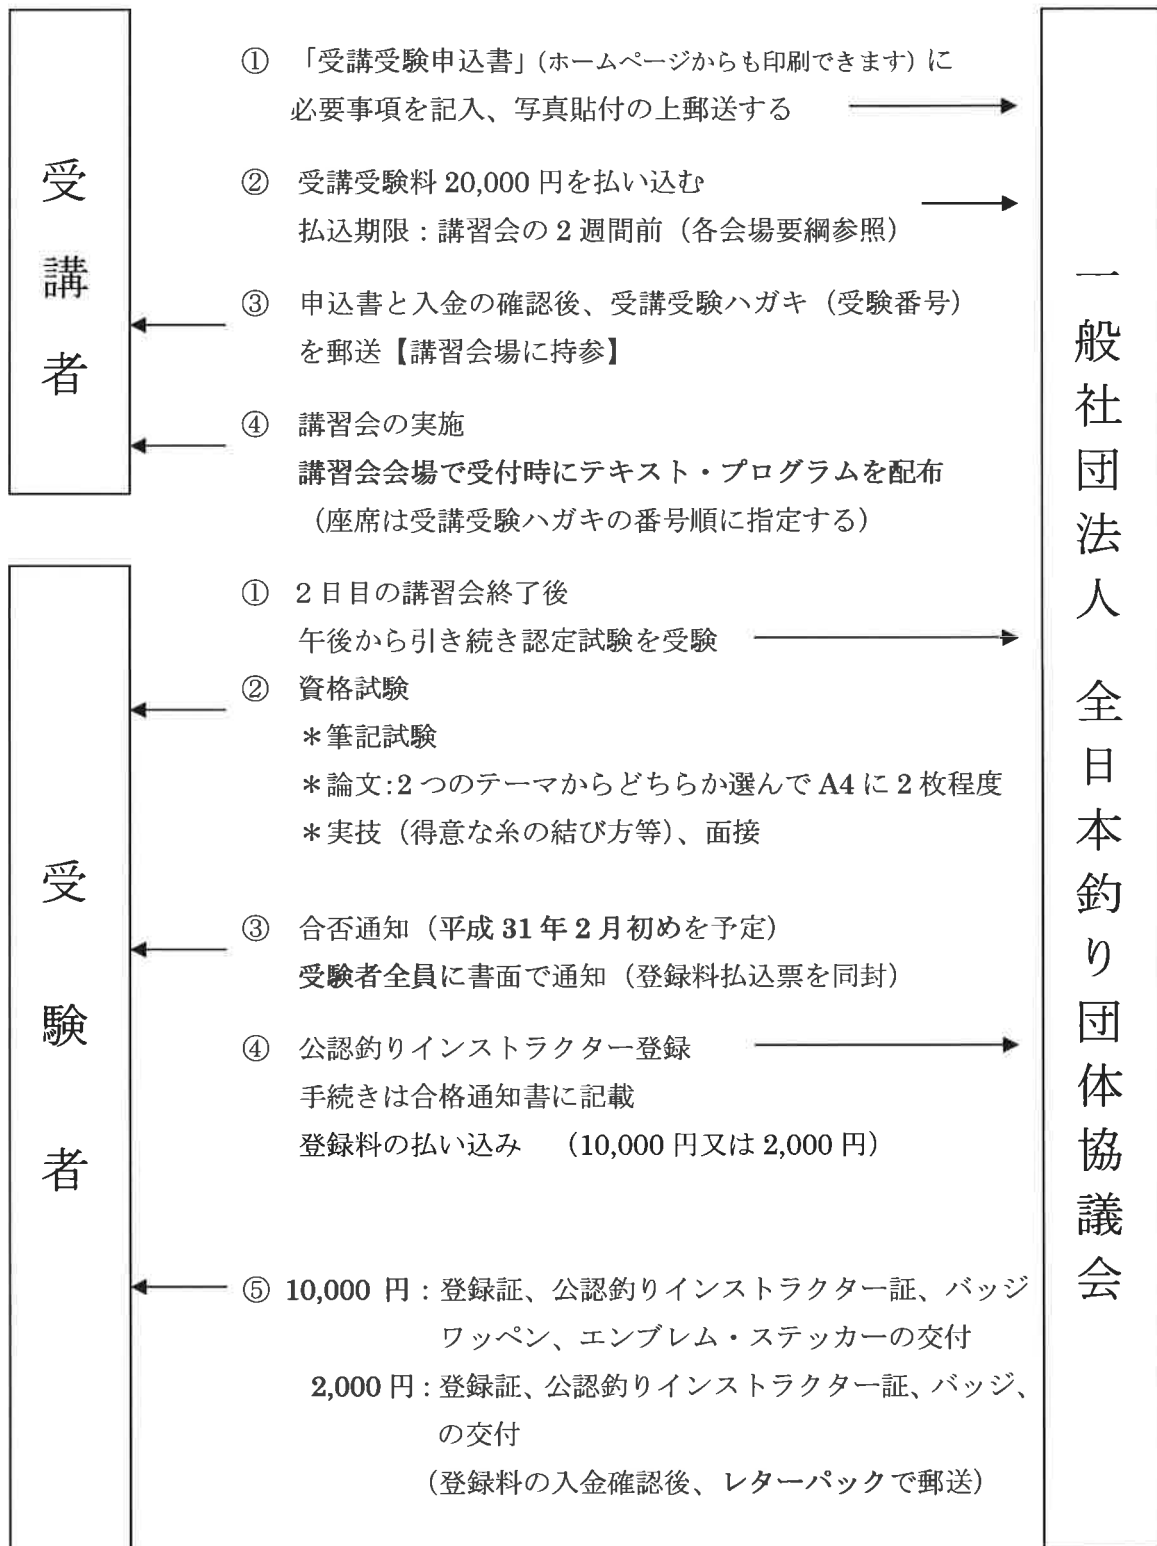 受講者
① 「受講受験申込書」(ホームページからも印刷できます)に
必要事項を記入、写真貼付の上郵送する
② 受講受験料 20,000 円を払い込む
払込期限:講習会の 2 週間前(各会場要綱参照)
③ 申込書と入金の確認後、受講受験ハガキ(受験番号)
を郵送【講習会場に持参】
④ 講習会の実施
講習会会場で受付時にテキスト・プログラムを配布
(座席は受講受験ハガキの番号順に指定する)
受験者
① 2日目の講習会終了後
午後から引き続き認定試験を受験
② 資格試験
*筆記試験
*論文:2 つのテーマからどちらか選んで A4 に 2 枚程度
*実技(得意な糸の結び方等)、面接
③ 合否通知(平成 31 年 2 月初めを予定)
受験者全員に書面で通知(登録料払込票を同封)
④ 公認釣りインストラクター登録
手続きは合格通知書に記載
登録料の払い込み (10,000 円又は 2,000 円)
⑤ 10,000 円:登録証、公認釣りインストラクター証、バッジ
ワッペン、エンブレム・ステッカーの交付
2,000 円:登録証、公認釣りインストラクター証、バッジ、
の交付
(登録料の入金確認後、レターパックで郵送)
一般社団法人 全日本釣り団体協議会